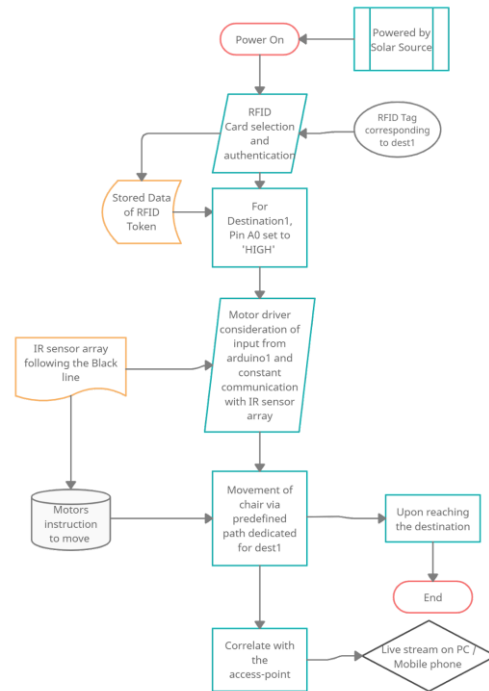 Power On
Powered by
Solar Source
RFID
Card selection
and
authentication
RFID Tag
corresponding
to dest1
Stored Data
of RFID
Token
For
Destination1,
Pin A0 set to
'HIGH'
Motor driver
consideration of
input from
arduino1 and
constant
communication
with IR sensor
array
IR sensor array
following the Black
line
Motors
instruction
to move
Movement of
chair via
predefined
path dedicated
for dest1
Upon reaching
the destination
End
Correlate with
the
access-point
Live stream on PC /
Mobile phone